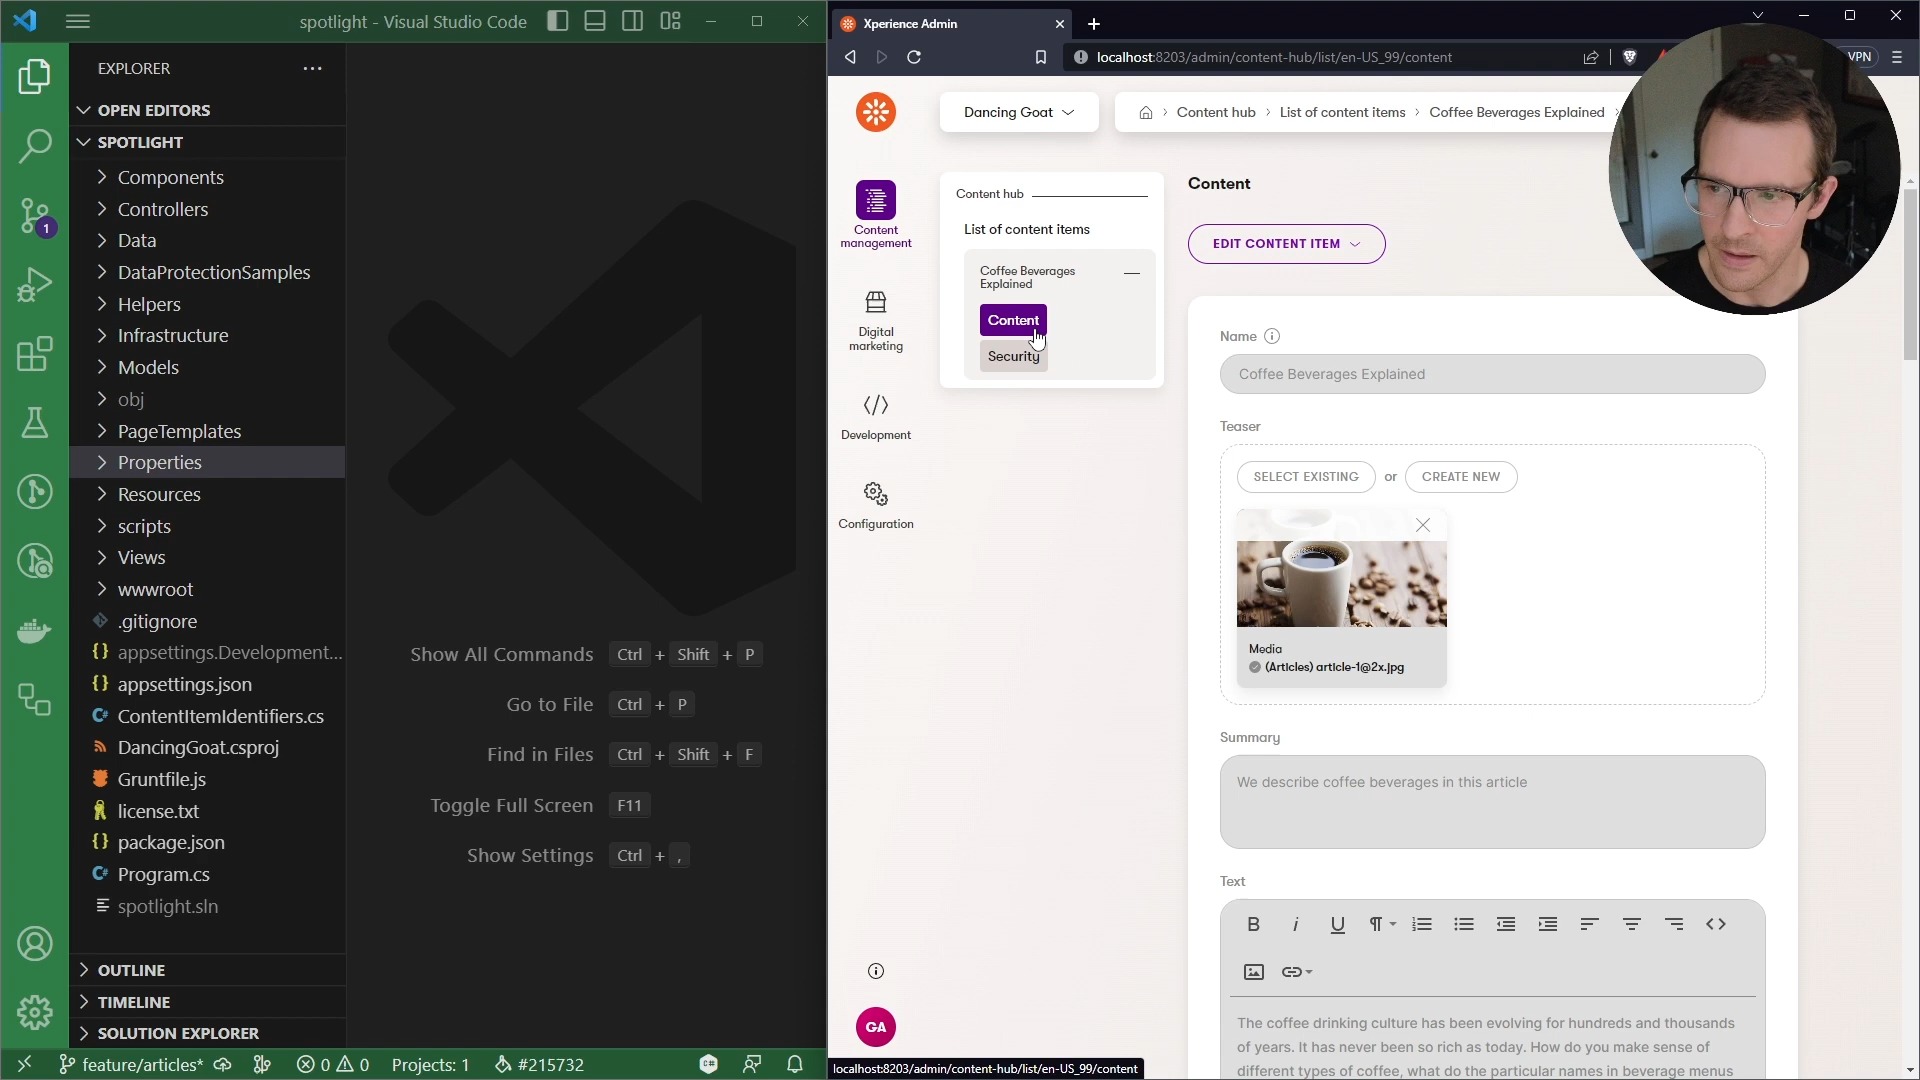 spotlight - Visual Studio Code
EXPLORER
OPEN EDITORS
SPOTLIGHT
Components
Controllers
Data
DataProtectionSamples
Helpers
Infrastructure
Models
obj
PageTemplates
Properties
Resources
scripts
Views
wwwroot
.gitignore
appsettings.Development...
appsettings.json
ContentItemIdentifiers.cs
DancingGoat.csproj
Gruntfile.js
license.txt
package.json
Program.cs
spotlight.sln
OUTLINE
TIMELINE
SOLUTION EXPLORER
1
Show All Commands Ctrl + Shift + P
Go to File Ctrl + P
Find in Files Ctrl + Shift + F
Toggle Full Screen F11
Show Settings Ctrl + ,
feature/articles* 0 0 Projects: 1 #215732
Xperience Admin
localhost:8203/admin/content-hub/list/en-US_99/content
VPN
Dancing Goat
Content hub > List of content items > Coffee Beverages Explained >
Content management
Digital marketing
Development
Configuration
GA
Content hub
List of content items
Coffee Beverages
Explained
Content
Security
Content
EDIT CONTENT ITEM
Name
Coffee Beverages Explained
Teaser
SELECT EXISTING or CREATE NEW
Media
(Articles) article-1@2x.jpg
Summary
We describe coffee beverages in this article
Text
The coffee drinking culture has been evolving for hundreds and thousands
of years. It has never been so rich as today. How do you make sense of
different types of coffee, what do the particular names in beverage menus
localhost:8203/admin/content-hub/list/en-US_99/content